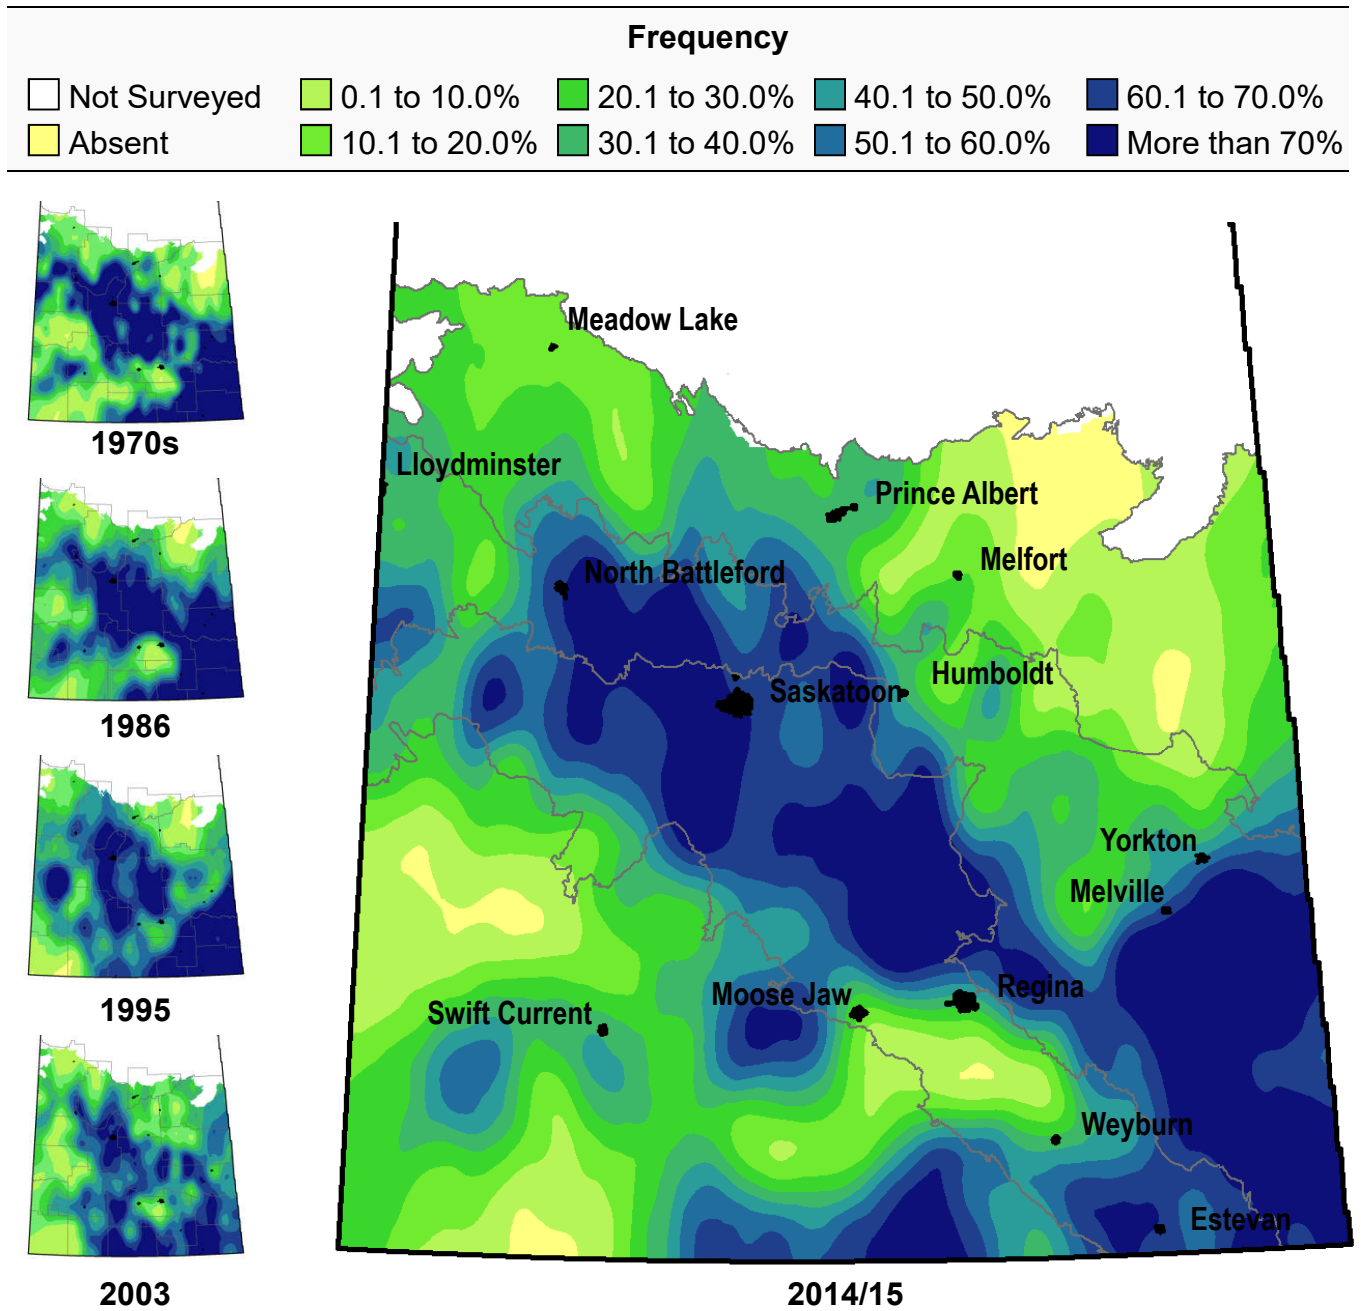 Frequency
Not Surveyed 0.1 to 10.0% 20.1 to 30.0% 40.1 to 50.0% 60.1 to 70.0%
Absent 10.1 to 20.0% 30.1 to 40.0% 50.1 to 60.0% More than 70%
Meadow Lake
1970s
Lloydminster
Prince Albert
Melfort
North Battleford
Humboldt
Saskatoon
1986
Yorkton
Melville
Regina
Moose Jaw
1995
Swift Current
Weyburn
Estevan
2003
2014/15